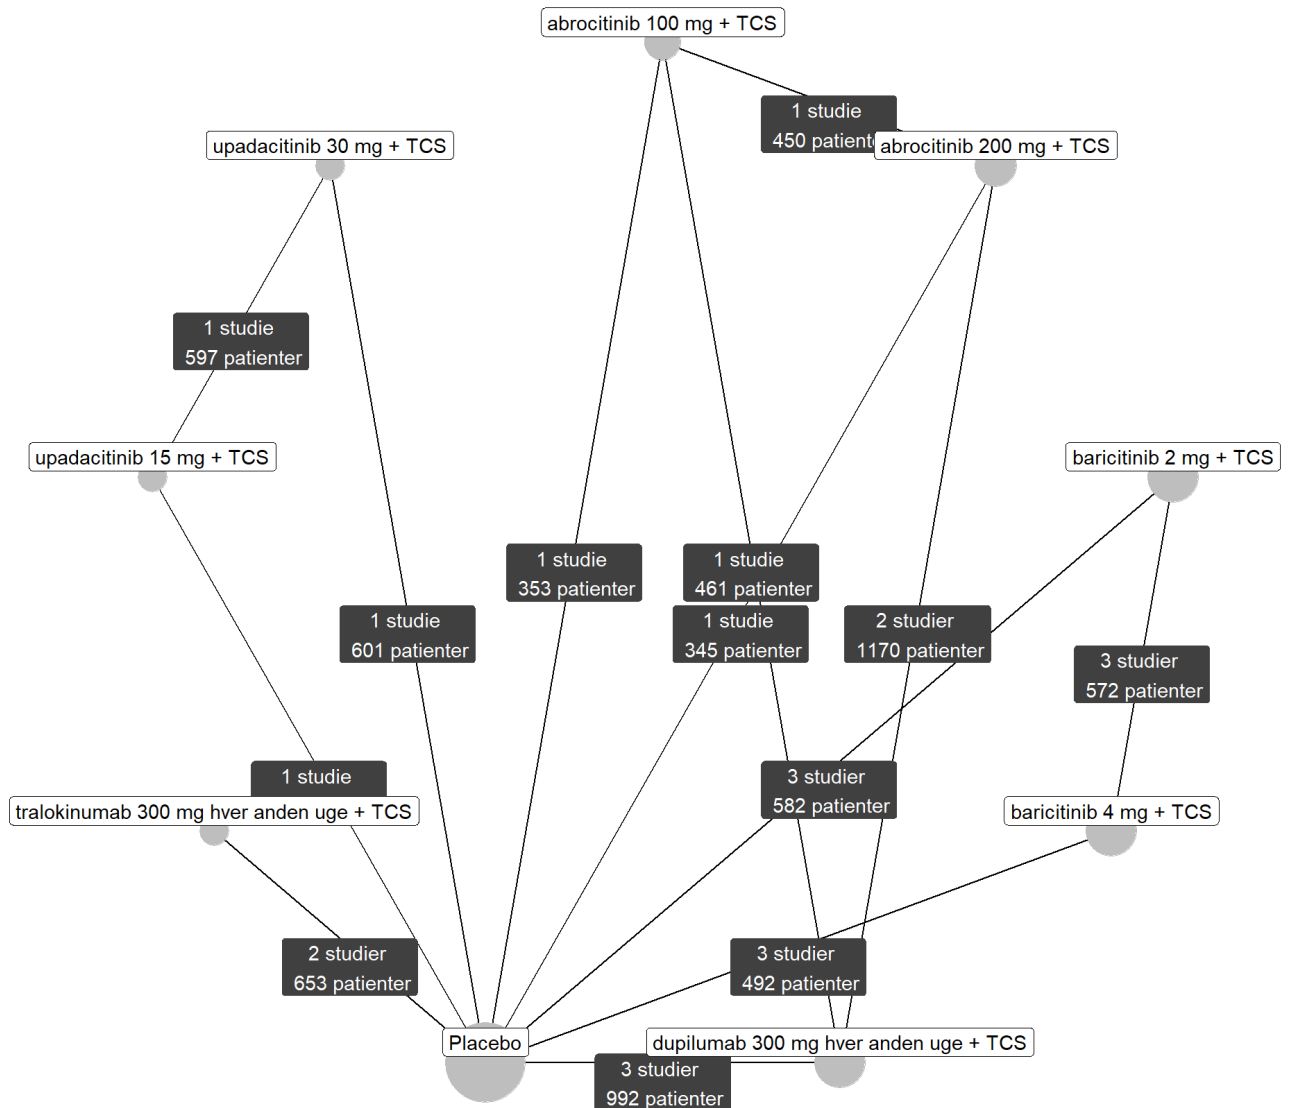 abrocitinib 100 mg + TCS
1 studie
450
abrocitinib 200 mg + TCS
upadacitinib 30 mg + TCS
1 studie
597 patienter
upadacitinib 15 mg + TCS
baricitinib 2 mg + TCS
1 studie
353 patienter
1 studie
461 patienter
1 studie
601 patienter
1 studie
345 patienter
2 studier
1170 patienter
3 studier
572 patienter
1 studie
tralokinumab 300 mg hver anden uge + TCS
3 studier
582 patienter
baricitinib 4 mg + TCS
2 studier
653 patienter
3 studier
492 patienter
Placebo
dupilumab 300 mg hver anden uge + TCS
3 studier
992 patienter